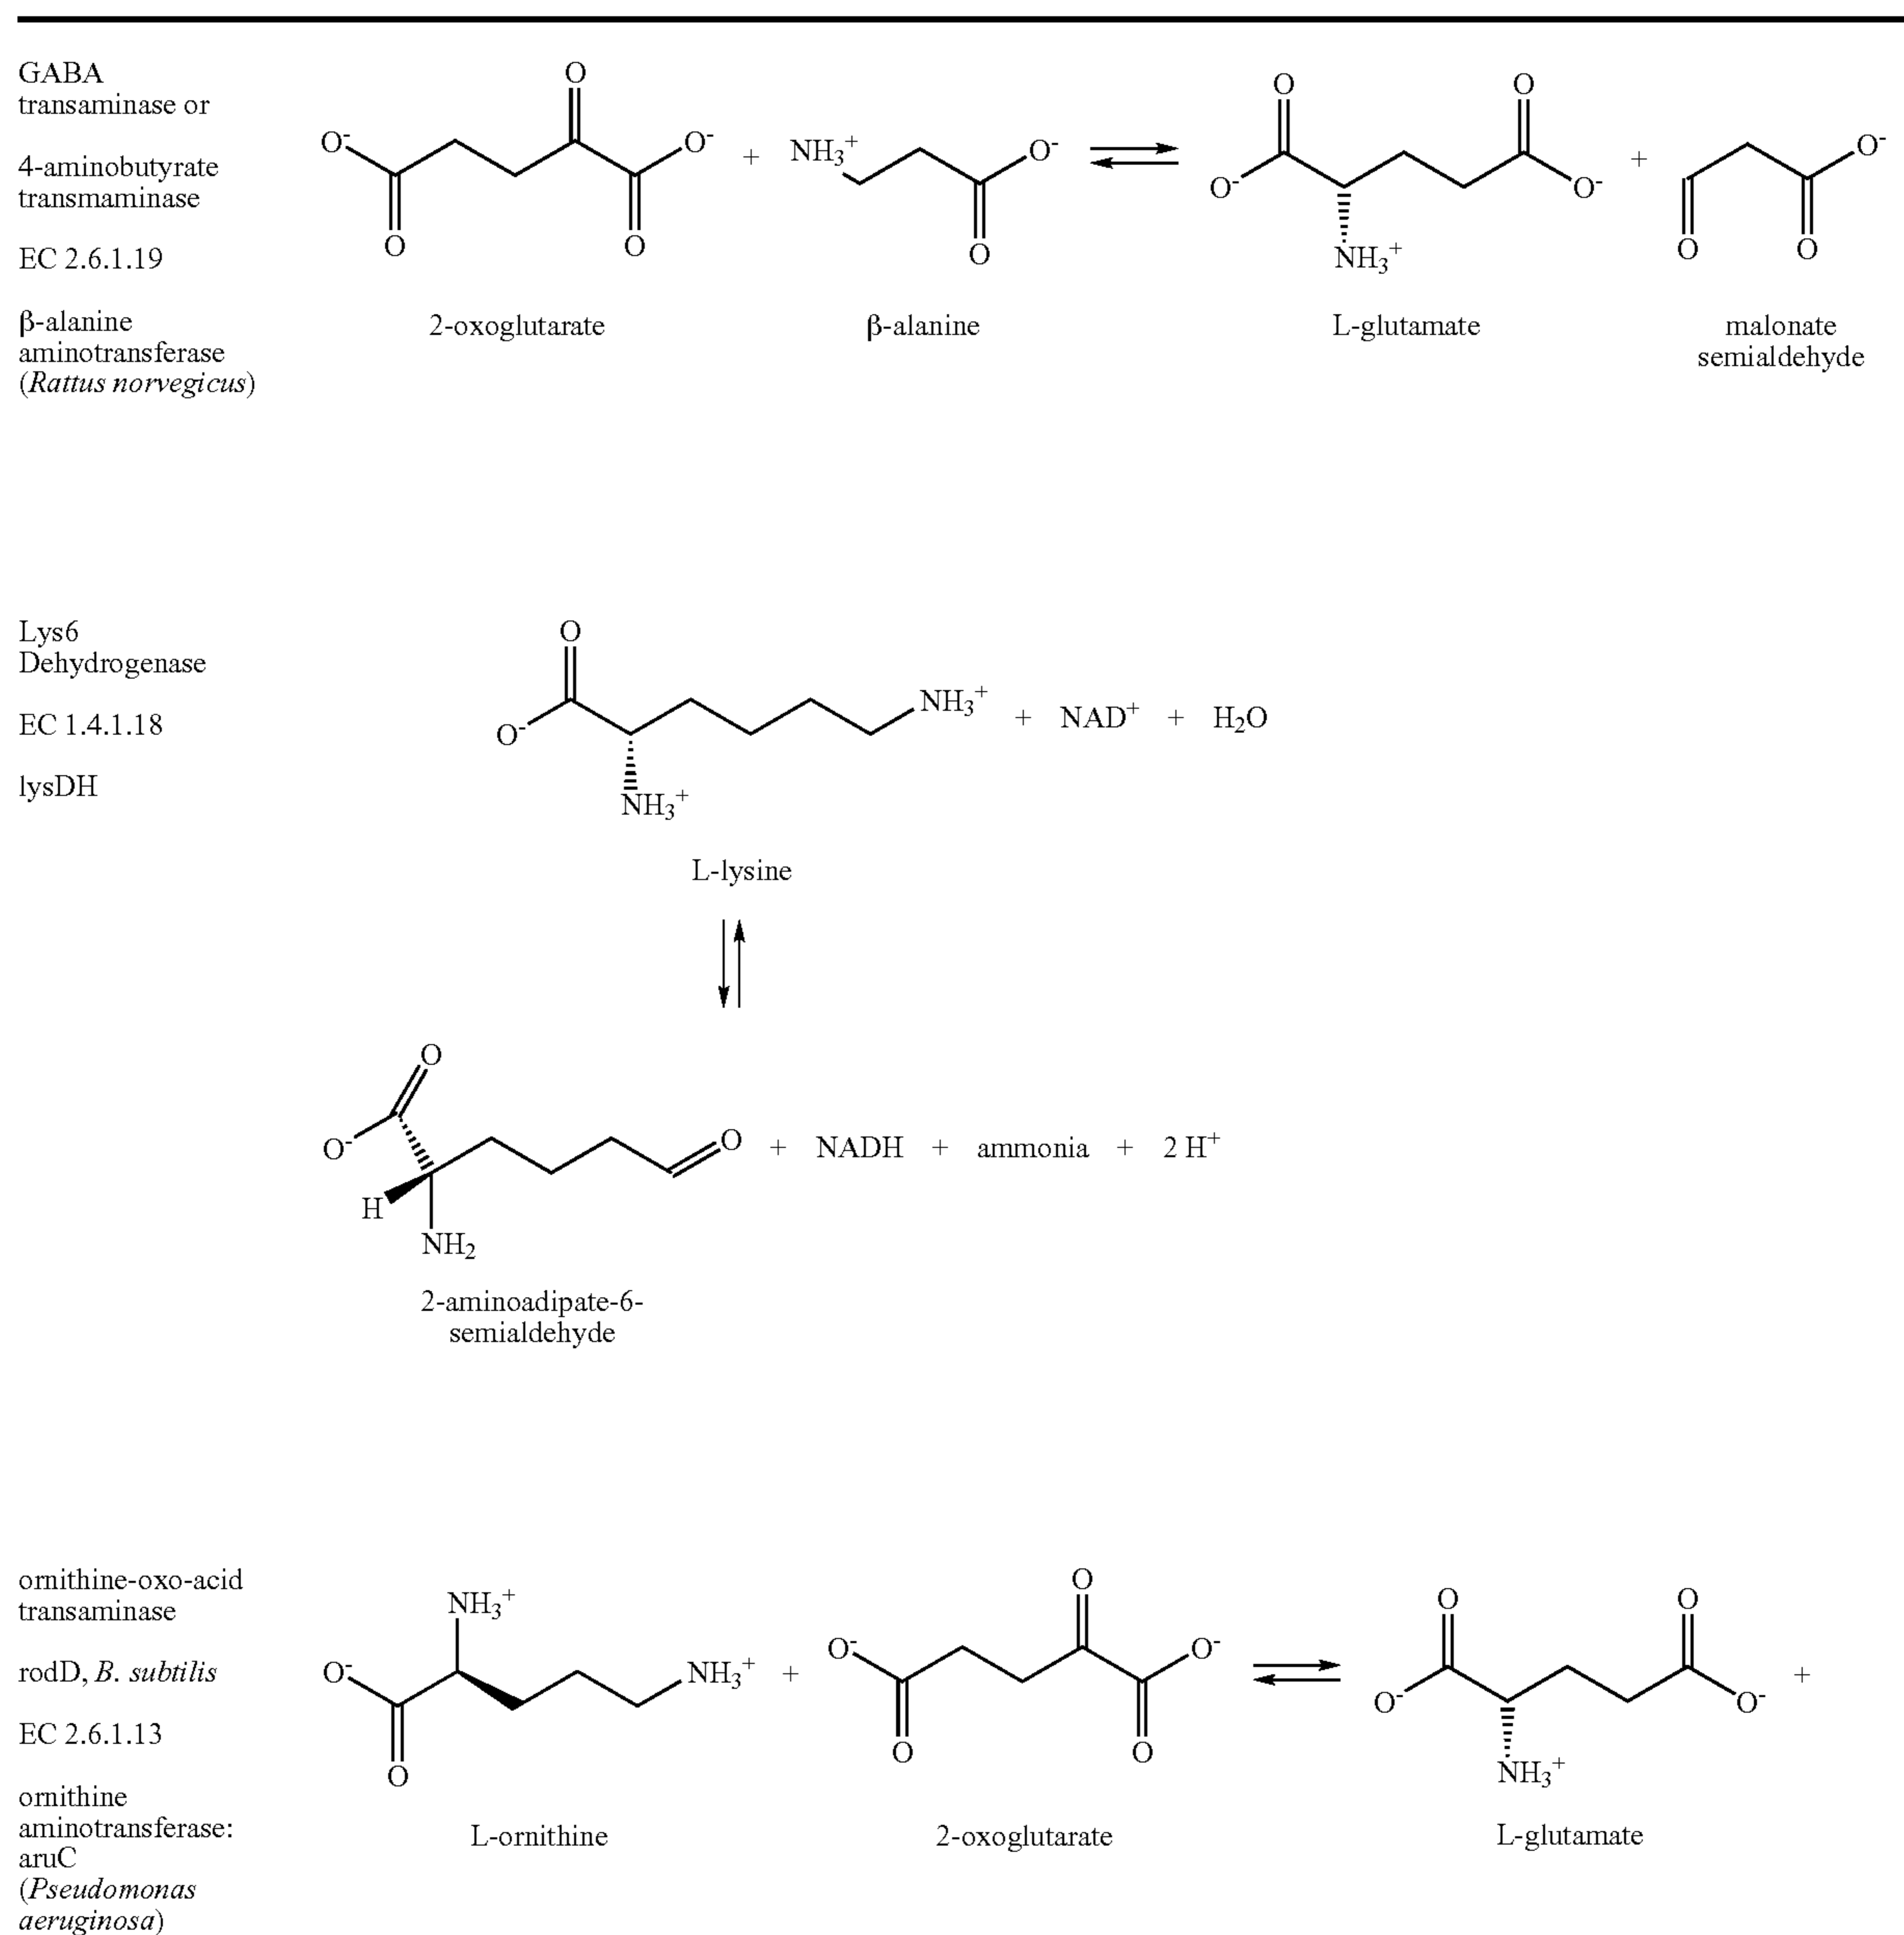 GABA
transaminase or
4-aminobutyrate
transmaminase
EC 2.6.1.19
β-alanine
aminotransferase
(Rattus norvegicus)
O
O⁻ O⁻ + NH₃⁺ O⁻
O O O
O O
O⁻ O⁻ + O⁻
NH₃⁺ O O
2-oxoglutarate β-alanine L-glutamate malonate
semialdehyde
Lys6
Dehydrogenase
EC 1.4.1.18
lysDH
O
NH₃⁺ + NAD⁺ + H₂O
O⁻
NH₃⁺
L-lysine
O
O⁻ O + NADH + ammonia + 2 H⁺
H
NH₂
2-aminoadipate-6-
semialdehyde
ornithine-oxo-acid
transaminase
rodD, B. subtilis
EC 2.6.1.13
ornithine
aminotransferase:
aruC
(Pseudomonas
aeruginosa)
NH₃⁺
O⁻ NH₃⁺ +
O
O
O⁻ O⁻
O O
O O
O⁻ O⁻ +
NH₃⁺
L-ornithine 2-oxoglutarate L-glutamate